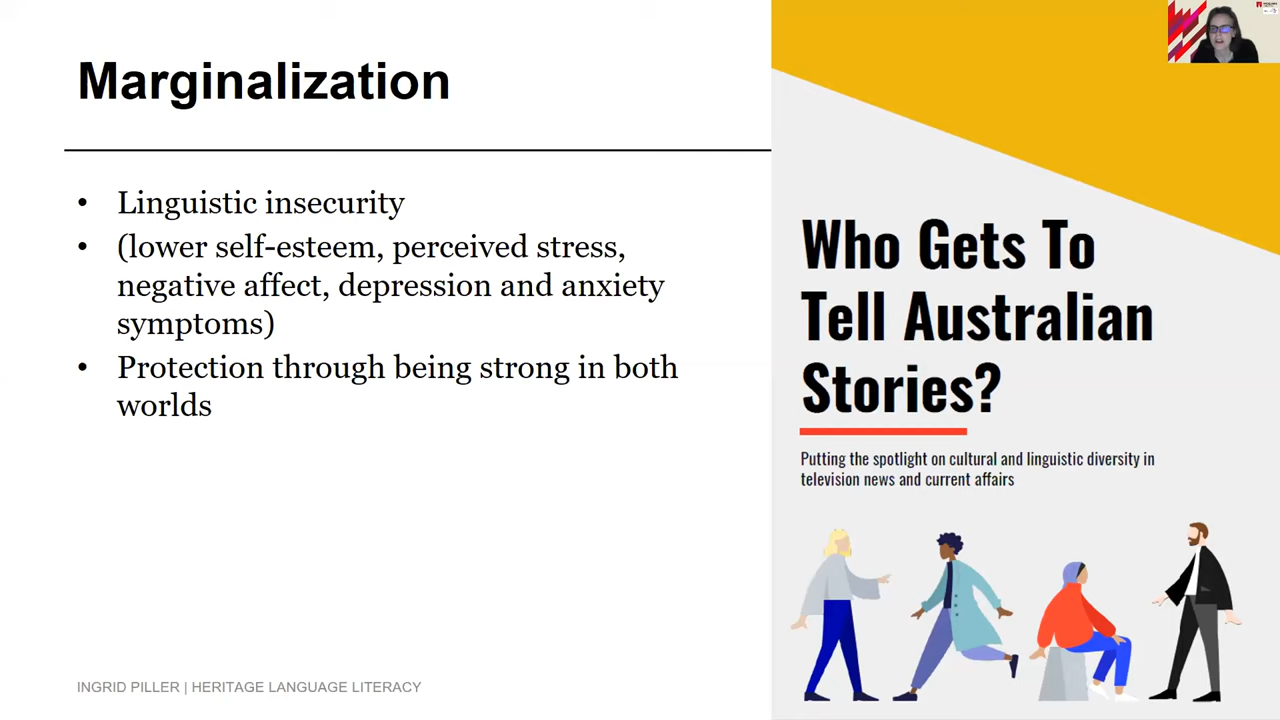 Marginalization
• Linguistic insecurity
• (lower self-esteem, perceived stress,
negative affect, depression and anxiety
symptoms)
• Protection through being strong in both
worlds
INGRID PILLER | HERITAGE LANGUAGE LITERACY
Who Gets To
Tell Australian
Stories?
Putting the spotlight on cultural and linguistic diversity in
television news and current affairs